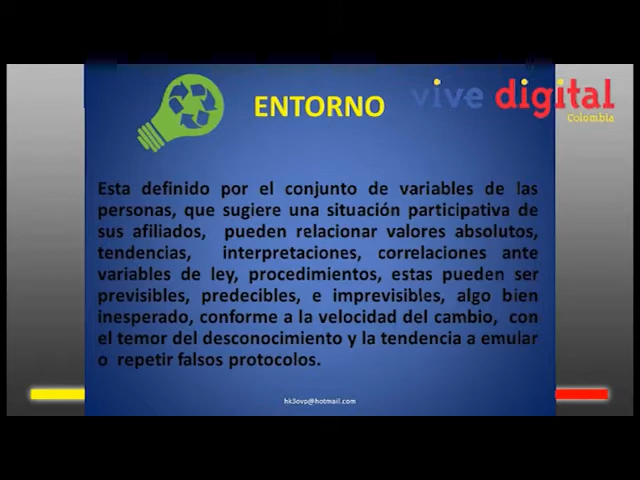 ENTORNO
vive digital
Colombia
Esta definido por el conjunto de variables de las
personas, que sugiere una situación participativa de
sus afiliados, pueden relacionar valores absolutos,
tendencias, interpretaciones, correlaciones ante
variables de ley, procedimientos, estas pueden ser
previsibles, predecibles, e imprevisibles, algo bien
inesperado, conforme a la velocidad del cambio, con
el temor del desconocimiento y la tendencia a emular
o repetir falsos protocolos.
hk3ovo@hotmail.com